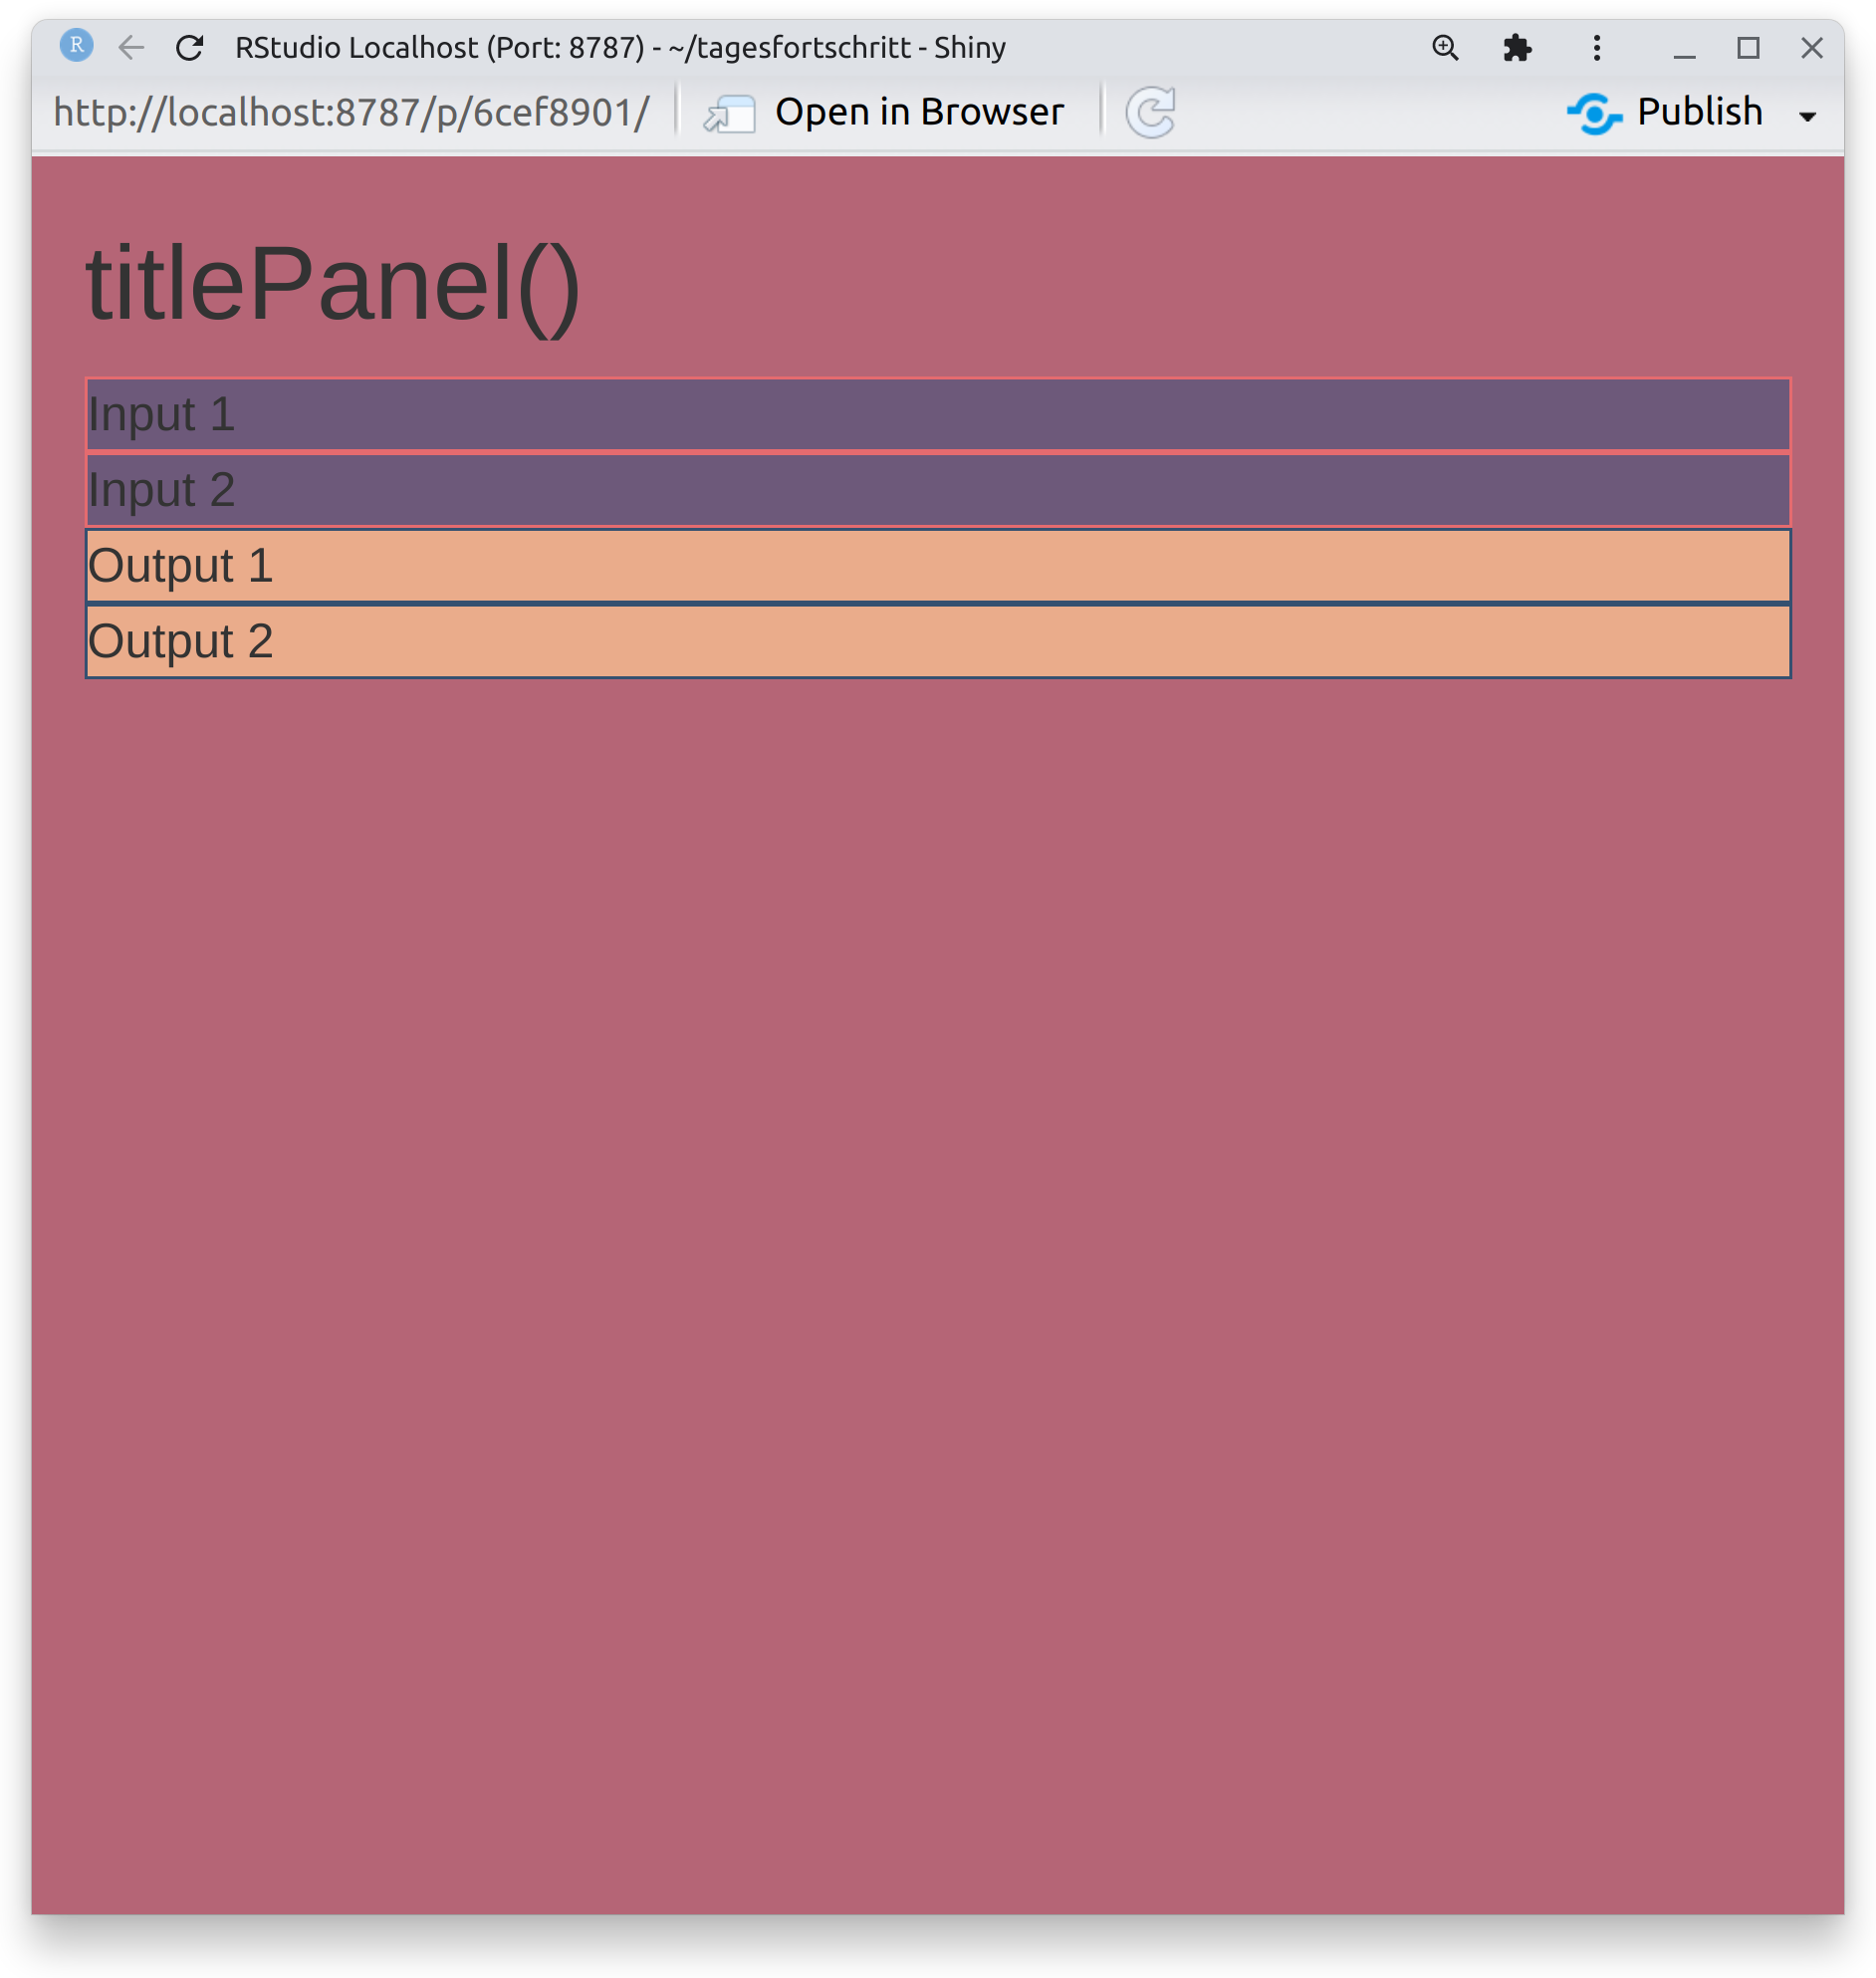 R RStudio Localhost (Port: 8787) - ~/tagesfortschritt - Shiny
http://localhost:8787/p/6cef8901/ Open in Browser Publish
titlePanel()
Input 1
Input 2
Output 1
Output 2